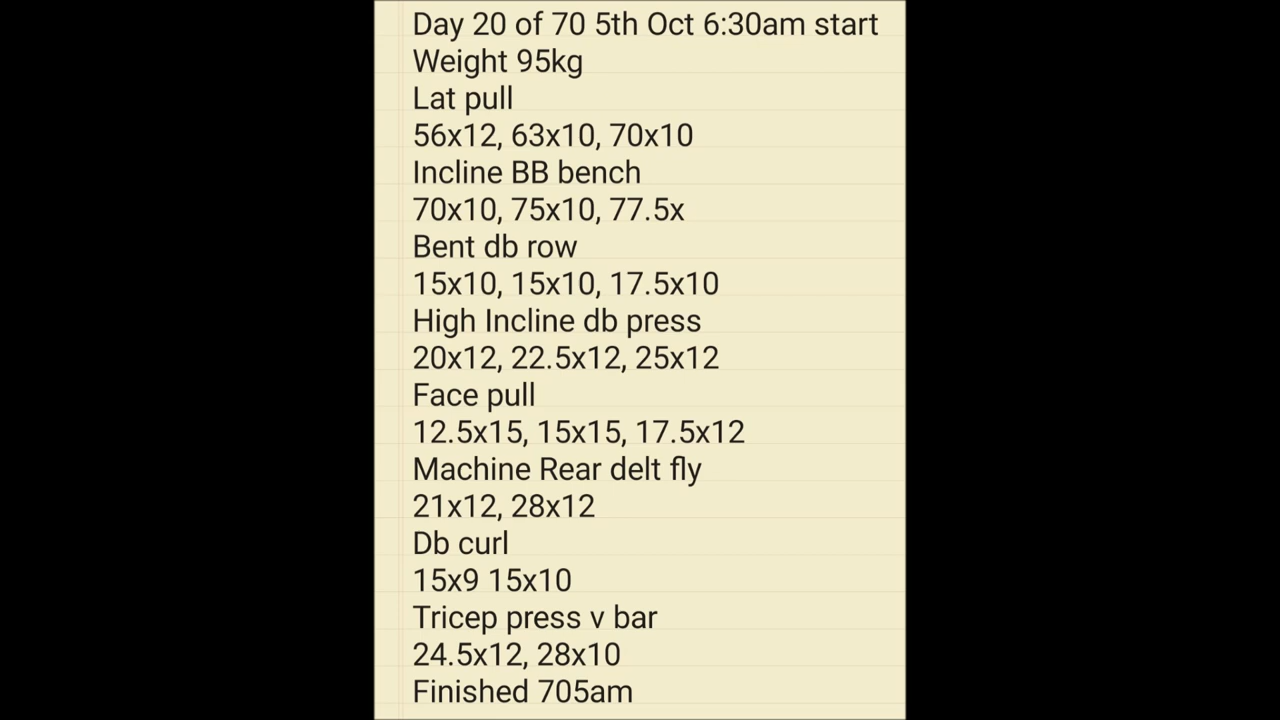 Day 20 of 70 5th Oct 6:30am start
Weight 95kg
Lat pull
56x12, 63x10, 70x10
Incline BB bench
70x10, 75x10, 77.5x
Bent db row
15x10, 15x10, 17.5x10
High Incline db press
20x12, 22.5x12, 25x12
Face pull
12.5x15, 15x15, 17.5x12
Machine Rear delt fly
21x12, 28x12
Db curl
15x9 15x10
Tricep press v bar
24.5x12, 28x10
Finished 705am